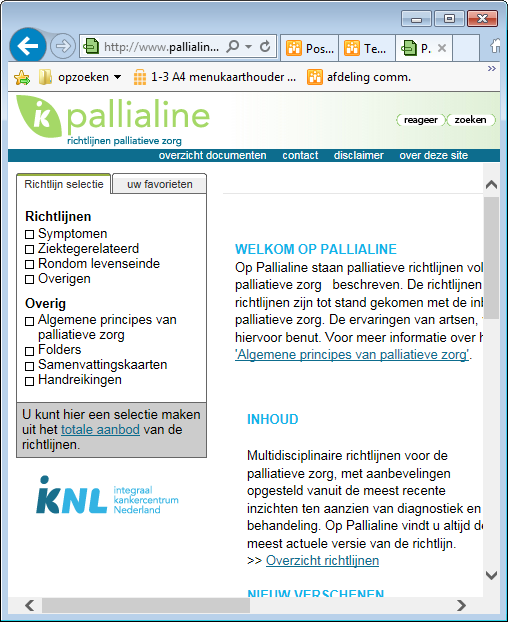 http://www.pallialin...
Pos...
Te...
P.
opzoeken
1-3 A4 menukaarthouder ...
afdeling comm.
ik pallialine
richtlijnen palliatieve zorg
reageer
zoeken
overzicht documenten
contact
disclaimer
over deze site
Richtlijn selectie
uw favorieten
Richtlijnen
Symptomen
Ziektegerelateerd
Rondom levenseinde
Overigen
Overig
Algemene principes van
palliatieve zorg
Folders
Samenvattingskaarten
Handreikingen
U kunt hier een selectie maken
uit het totale aanbod van de
richtlijnen.
iKNL
integraal
kankercentrum
Nederland
WELKOM OP PALLIALINE
Op Pallialine staan palliatieve richtlijnen vol
palliatieve zorg beschreven. De richtlijnen
richtlijnen zijn tot stand gekomen met de inb
palliatieve zorg. De ervaringen van artsen,
hiervoor benut. Voor meer informatie over h
'Algemene principes van palliatieve zorg'.
INHOUD
Multidisciplinaire richtlijnen voor de
palliatieve zorg, met aanbevelingen
opgesteld vanuit de meest recente
inzichten ten aanzien van diagnostiek en
behandeling. Op Pallialine vindt u altijd de
meest actuele versie van de richtlijn.
>> Overzicht richtlijnen
NIEUW VERSCHENEN